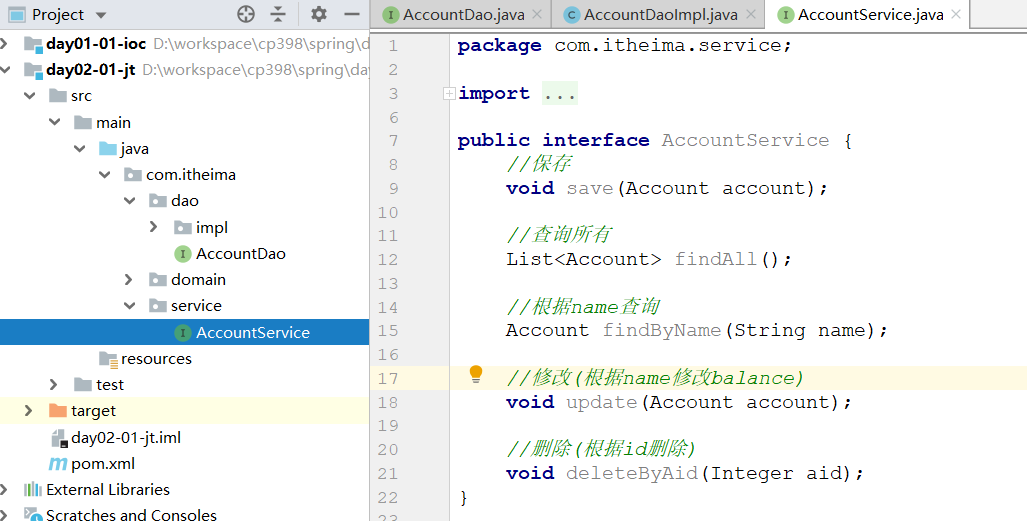 Project
day01-01-ioc D:\workspace\cp398\spring\d
day02-01-jt D:\workspace\cp398\spring\day
src
main
java
com.itheima
dao
impl
AccountDao
domain
service
AccountService
resources
test
target
day02-01-jt.iml
pom.xml
External Libraries
Scratches and Consoles
AccountDao.java
AccountDaoImpl.java
AccountService.java
1 package com.itheima.service;
2
3 import ...
6
7 public interface AccountService {
8 //保存
9 void save(Account account);
10
11 //查询所有
12 List<Account> findAll();
13
14 //根据name查询
15 Account findByName(String name);
16
17 //修改(根据name修改balance)
18 void update(Account account);
19
20 //删除(根据id删除)
21 void deleteByAid(Integer aid);
22 }
23